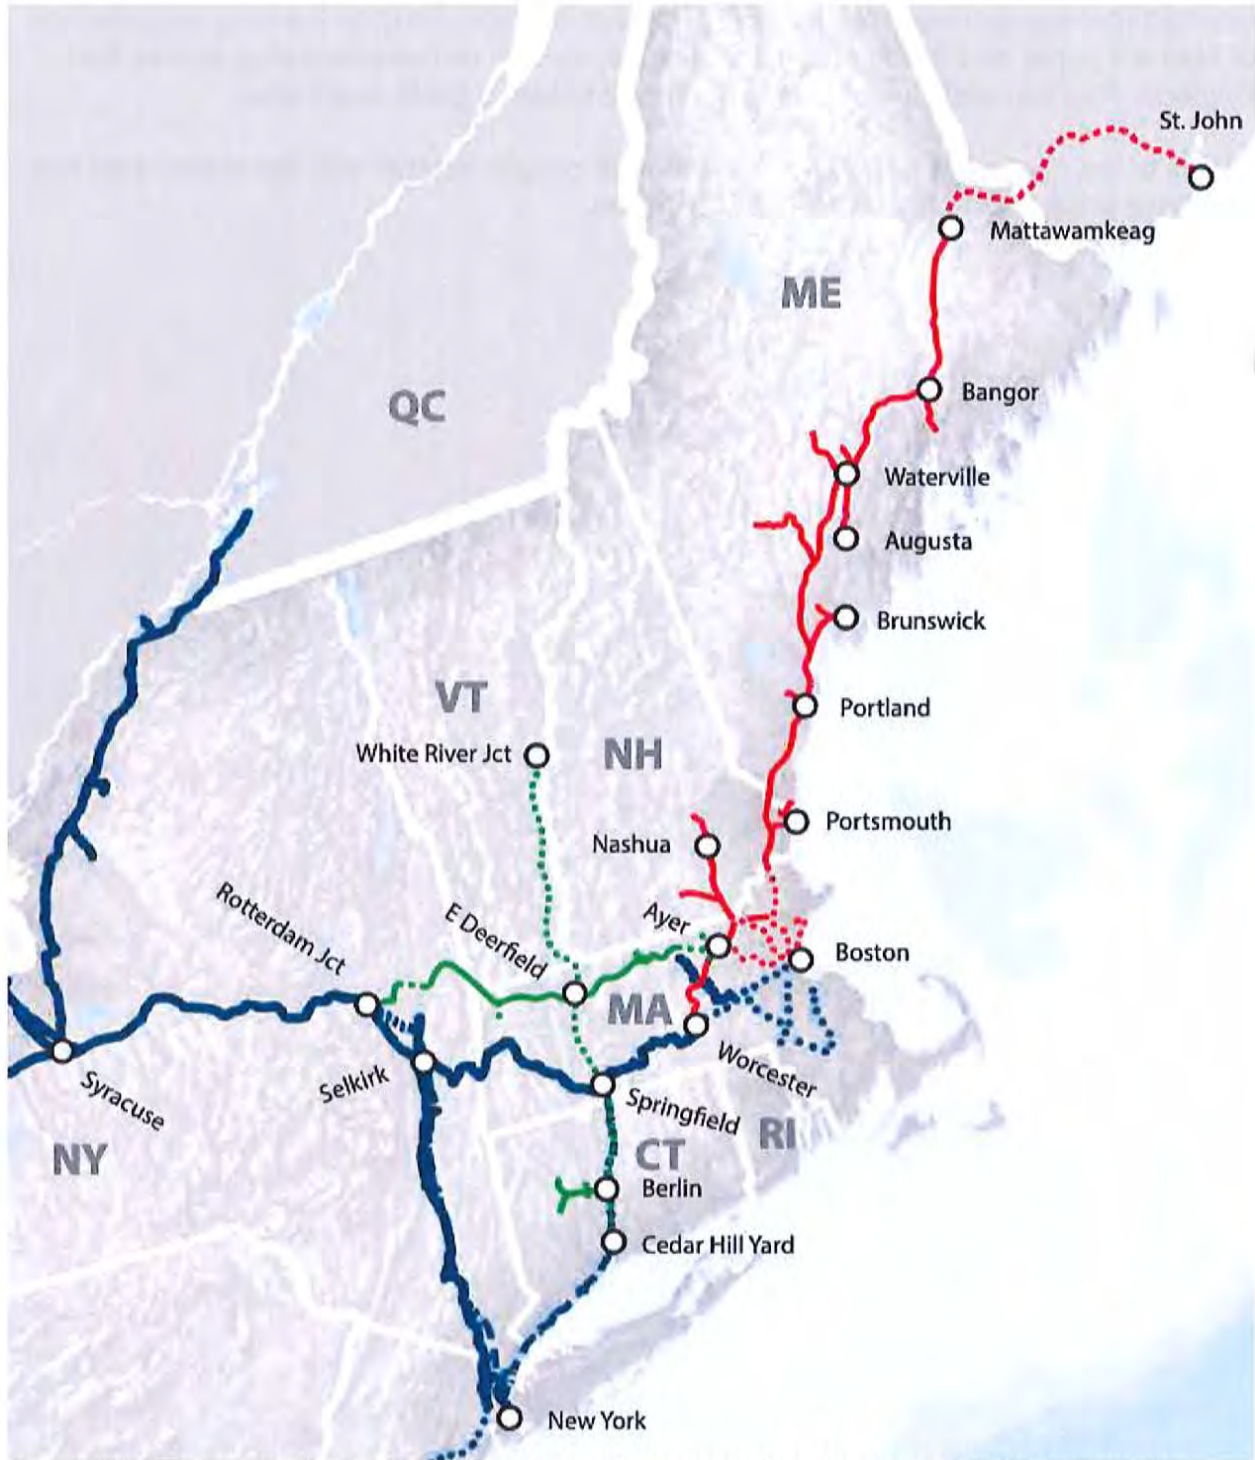 St. John
Mattawamkeag
ME
Bangor
QC
Waterville
Augusta
Brunswick
VT
Portland
White River Jct
NH
Portsmouth
Nashua
Rotterdam Jct
E Deerfield
Ayer
Boston
MA
Worcester
Syracuse
Selkirk
Springfield
RI
NY
CT
Berlin
Cedar Hill Yard
New York